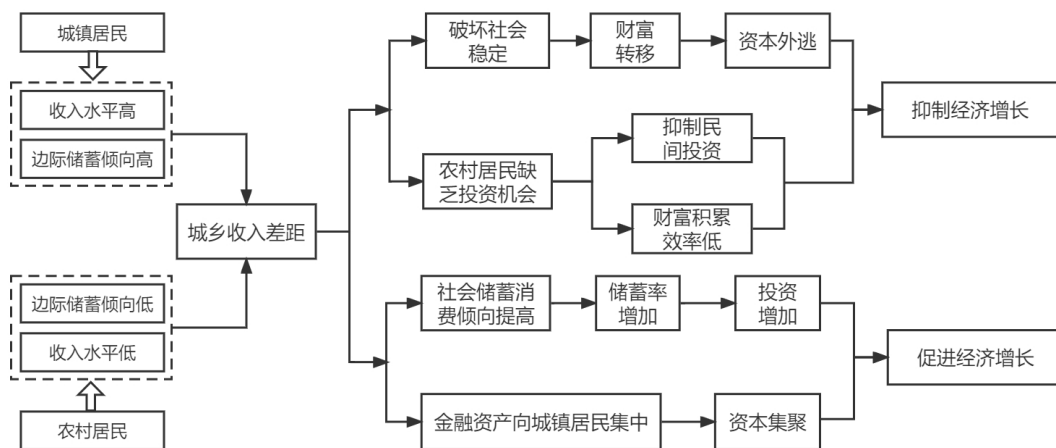 城镇居民
收入水平高
边际储蓄倾向高
城乡收入差距
边际储蓄倾向低
收入水平低
农村居民
破坏社会
稳定
财富
转移
资本外逃
农村居民缺
乏投资机会
抑制民
间投资
财富积累
效率低
抑制经济增长
社会储蓄消
费倾向提高
储蓄率
增加
投资
增加
金融资产向城镇居民集中
资本集聚
促进经济增长